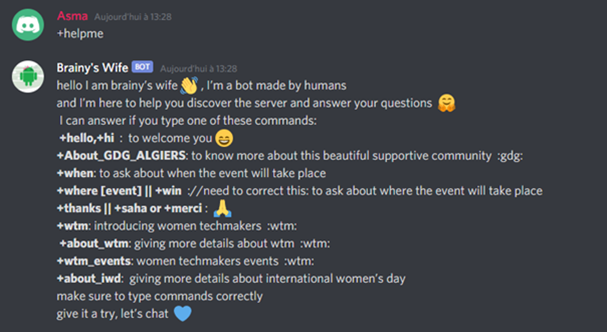 Asma Aujourd'hui à 13:28
+helpme
Brainy's Wife BOT Aujourd'hui à 13:28
hello I am brainy's wife 👋 , I'm a bot made by humans
and I'm here to help you discover the server and answer your questions 🤗
I can answer if you type one of these commands:
+hello,+hi : to welcome you 😄
+About_GDG_ALGIERS: to know more about this beautiful supportive community :gdg:
+when: to ask about when the event will take place
+where [event] || +win ://need to correct this: to ask about where the event will take place
+thanks || +saha or +merci : 🙏
+wtm: introducing women techmakers :wtm:
+about_wtm: giving more details about wtm :wtm:
+wtm_events: women techmakers events :wtm:
+about_iwd: giving more details about international women's day
make sure to type commands correctly
give it a try, let's chat 💙